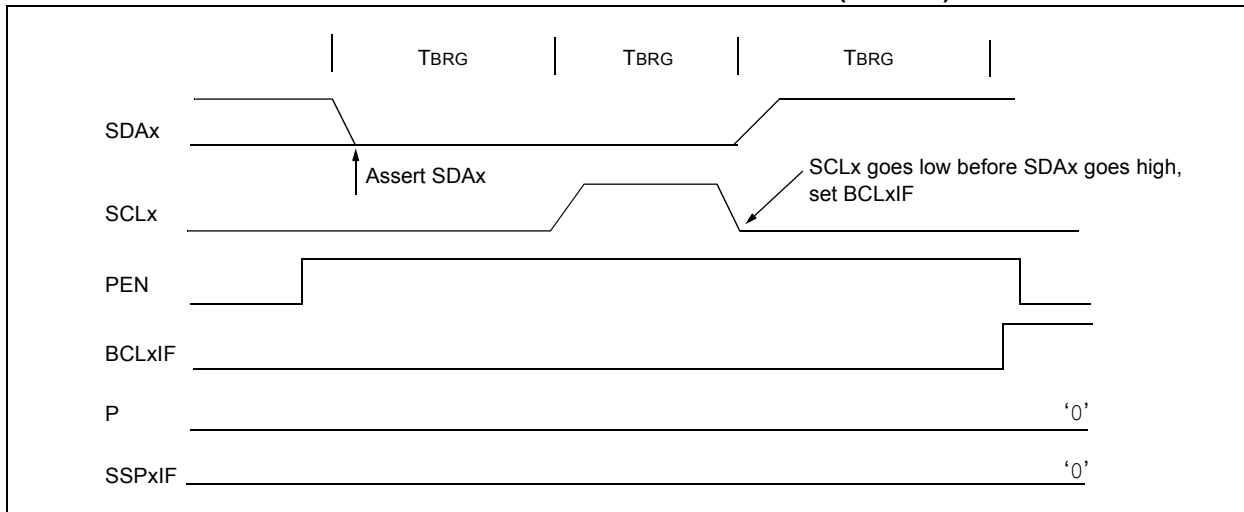 TBRG TBRG TBRG
SDAx
Assert SDAx
SCLx goes low before SDAx goes high,
set BCLxIF
SCLx
PEN
BCLxIF
P
‘0’
SSPxIF
‘0’